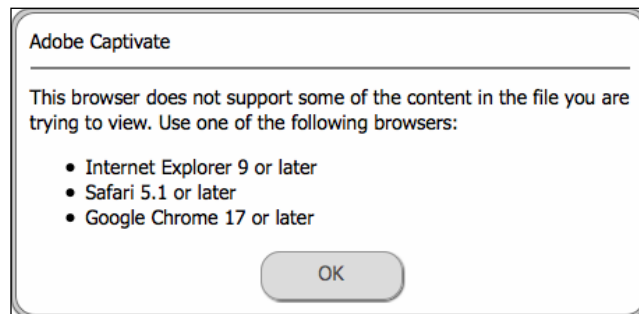 Adobe Captivate
This browser does not support some of the content in the file you are
trying to view. Use one of the following browsers:
• Internet Explorer 9 or later
• Safari 5.1 or later
• Google Chrome 17 or later
OK